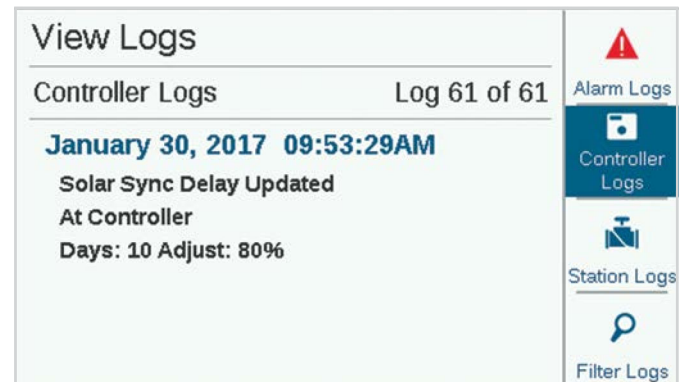 View Logs
Controller Logs Log 61 of 61
January 30, 2017 09:53:29AM
Solar Sync Delay Updated
At Controller
Days: 10 Adjust: 80%
Alarm Logs
Controller
Logs
Station Logs
Filter Logs